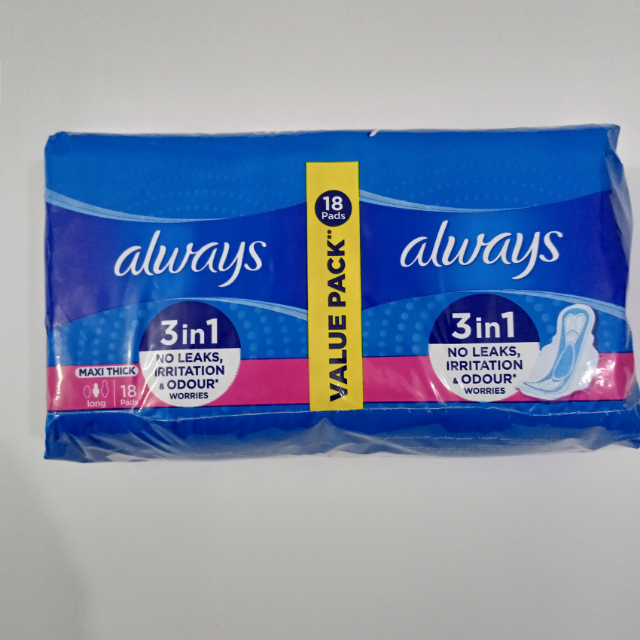 always
3in1
NO LEAKS,
IRRITATION
& ODOUR*
WORRIES
MAXI THICK
long
18
Pads
18
Pads
VALUE PACK**
always
3in1
NO LEAKS,
IRRITATION
& ODOUR*
WORRIES